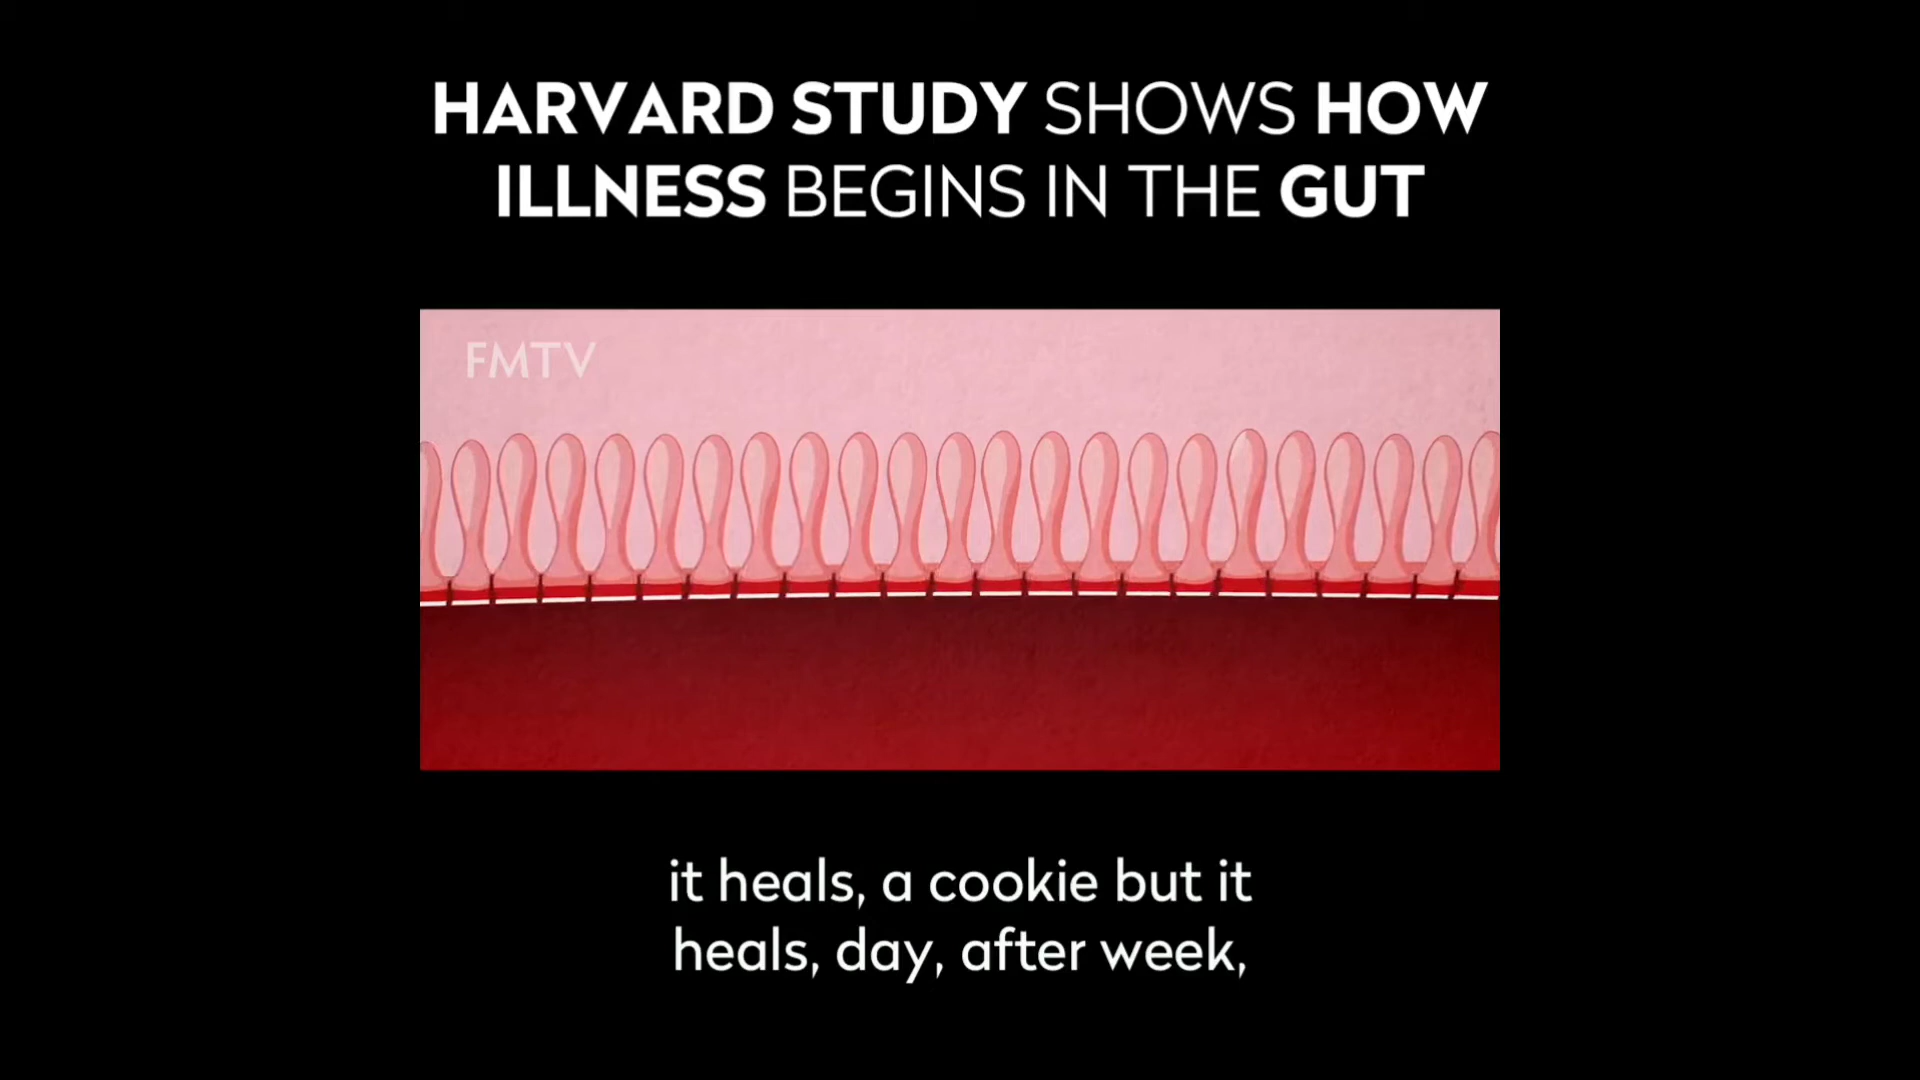 HARVARD STUDY SHOWS HOW
ILLNESS BEGINS IN THE GUT
FMTV
it heals, a cookie but it
heals, day, after week,